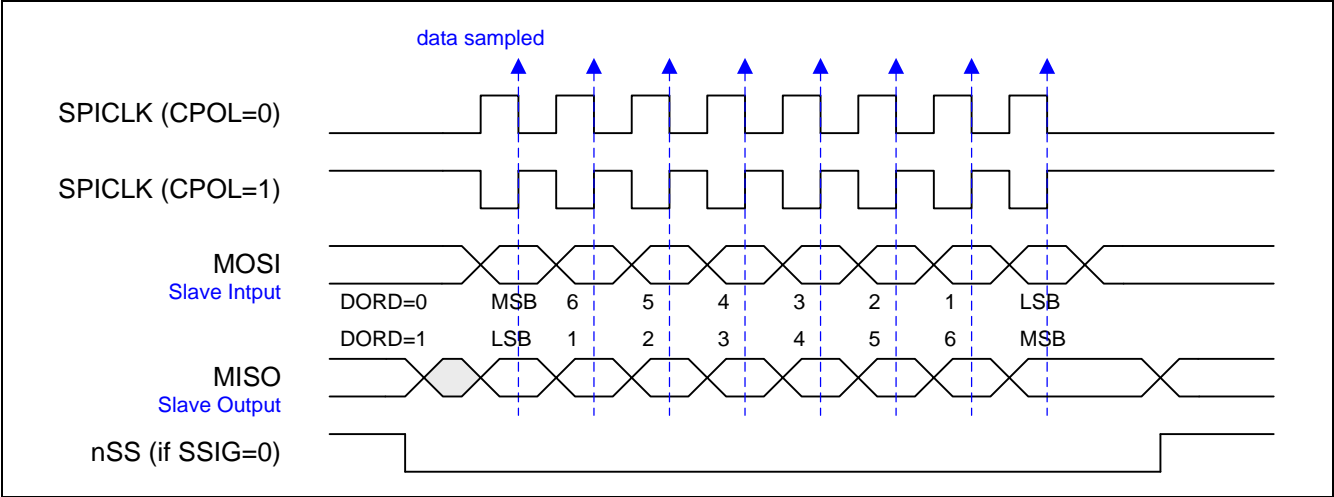 data sampled
SPICLK (CPOL=0)
SPICLK (CPOL=1)
MOSI
Slave Intput
DORD=0 MSB 6 5 4 3 2 1 LSB
DORD=1 LSB 1 2 3 4 5 6 MSB
MISO
Slave Output
nSS (if SSIG=0)